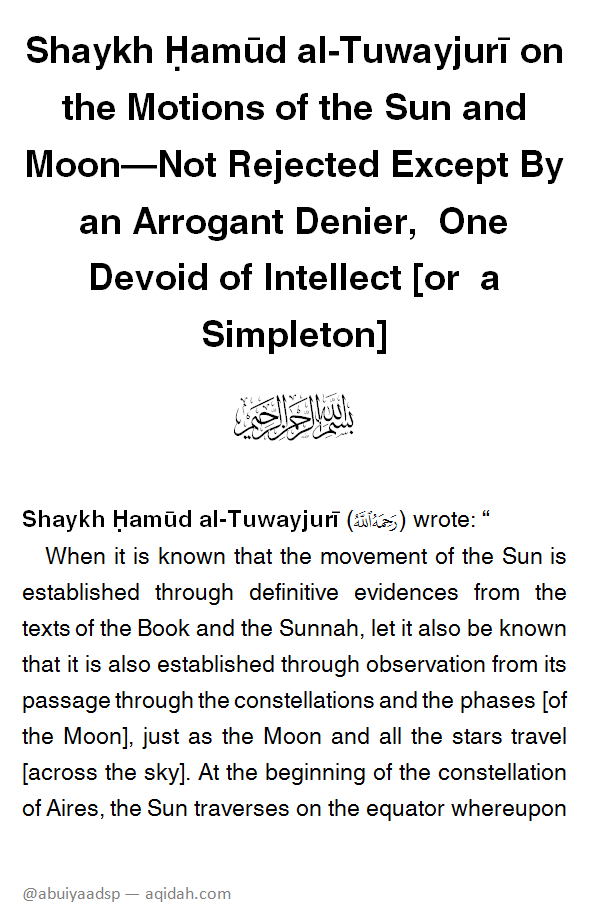 Shaykh Ḥamūd al-Tuwayjurī on
the Motions of the Sun and
Moon—Not Rejected Except By
an Arrogant Denier, One
Devoid of Intellect [or a
Simpleton]
بسم الله الرحمن الرحيم
Shaykh Ḥamūd al-Tuwayjurī (رحمه الله) wrote: “
When it is known that the movement of the Sun is
established through definitive evidences from the
texts of the Book and the Sunnah, let it also be known
that it is also established through observation from its
passage through the constellations and the phases [of
the Moon], just as the Moon and all the stars travel
[across the sky]. At the beginning of the constellation
of Aires, the Sun traverses on the equator whereupon
@abuiyaadsp — aqidah.com